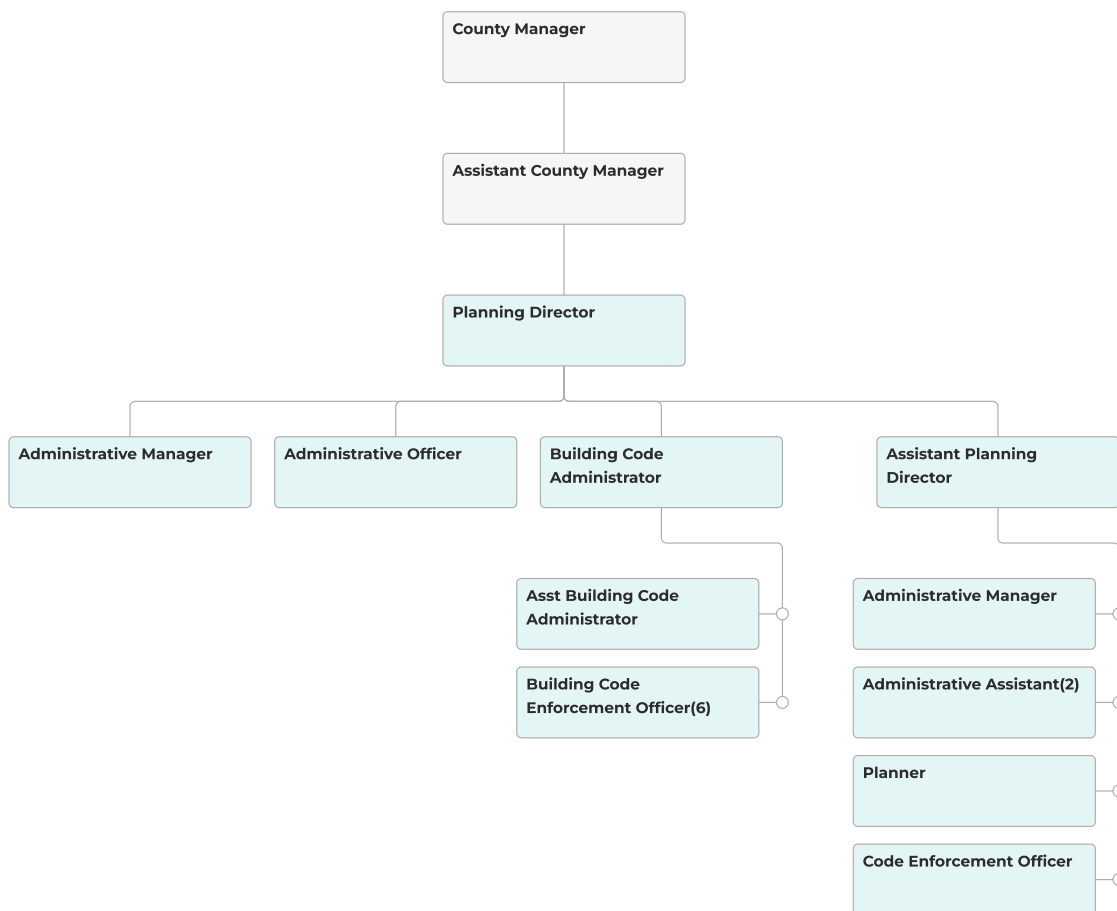 County Manager
Assistant County Manager
Planning Director
Administrative Manager
Administrative Officer
Building Code
Administrator
Assistant Planning
Director
Asst Building Code
Administrator
Administrative Manager
Building Code
Enforcement Officer(6)
Administrative Assistant(2)
Planner
Code Enforcement Officer